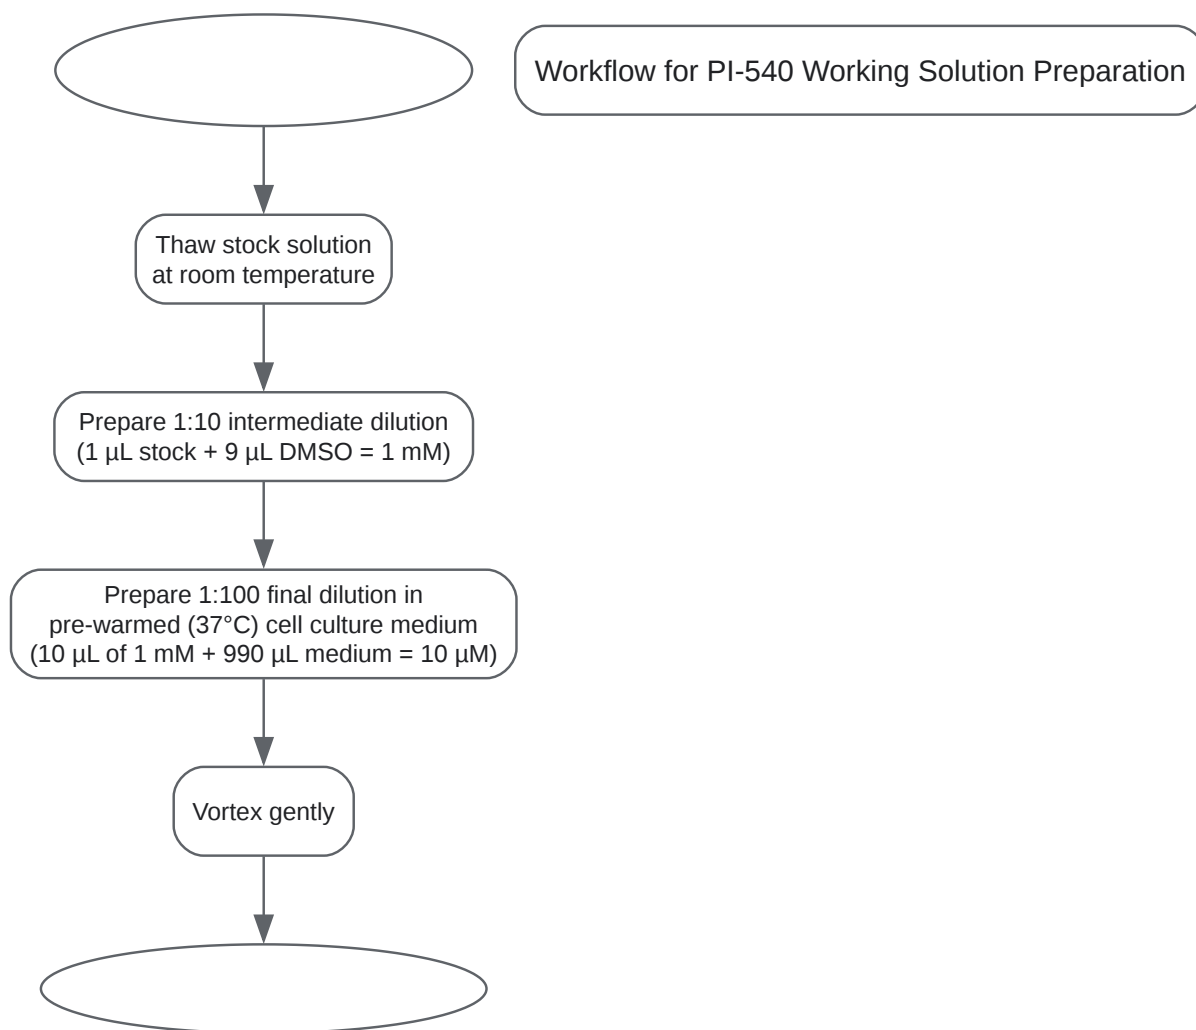 Workflow for PI-540 Working Solution Preparation
Thaw stock solution
at room temperature
Prepare 1:10 intermediate dilution
(1 µL stock + 9 µL DMSO = 1 mM)
Prepare 1:100 final dilution in
pre-warmed (37°C) cell culture medium
(10 µL of 1 mM + 990 µL medium = 10 µM)
Vortex gently